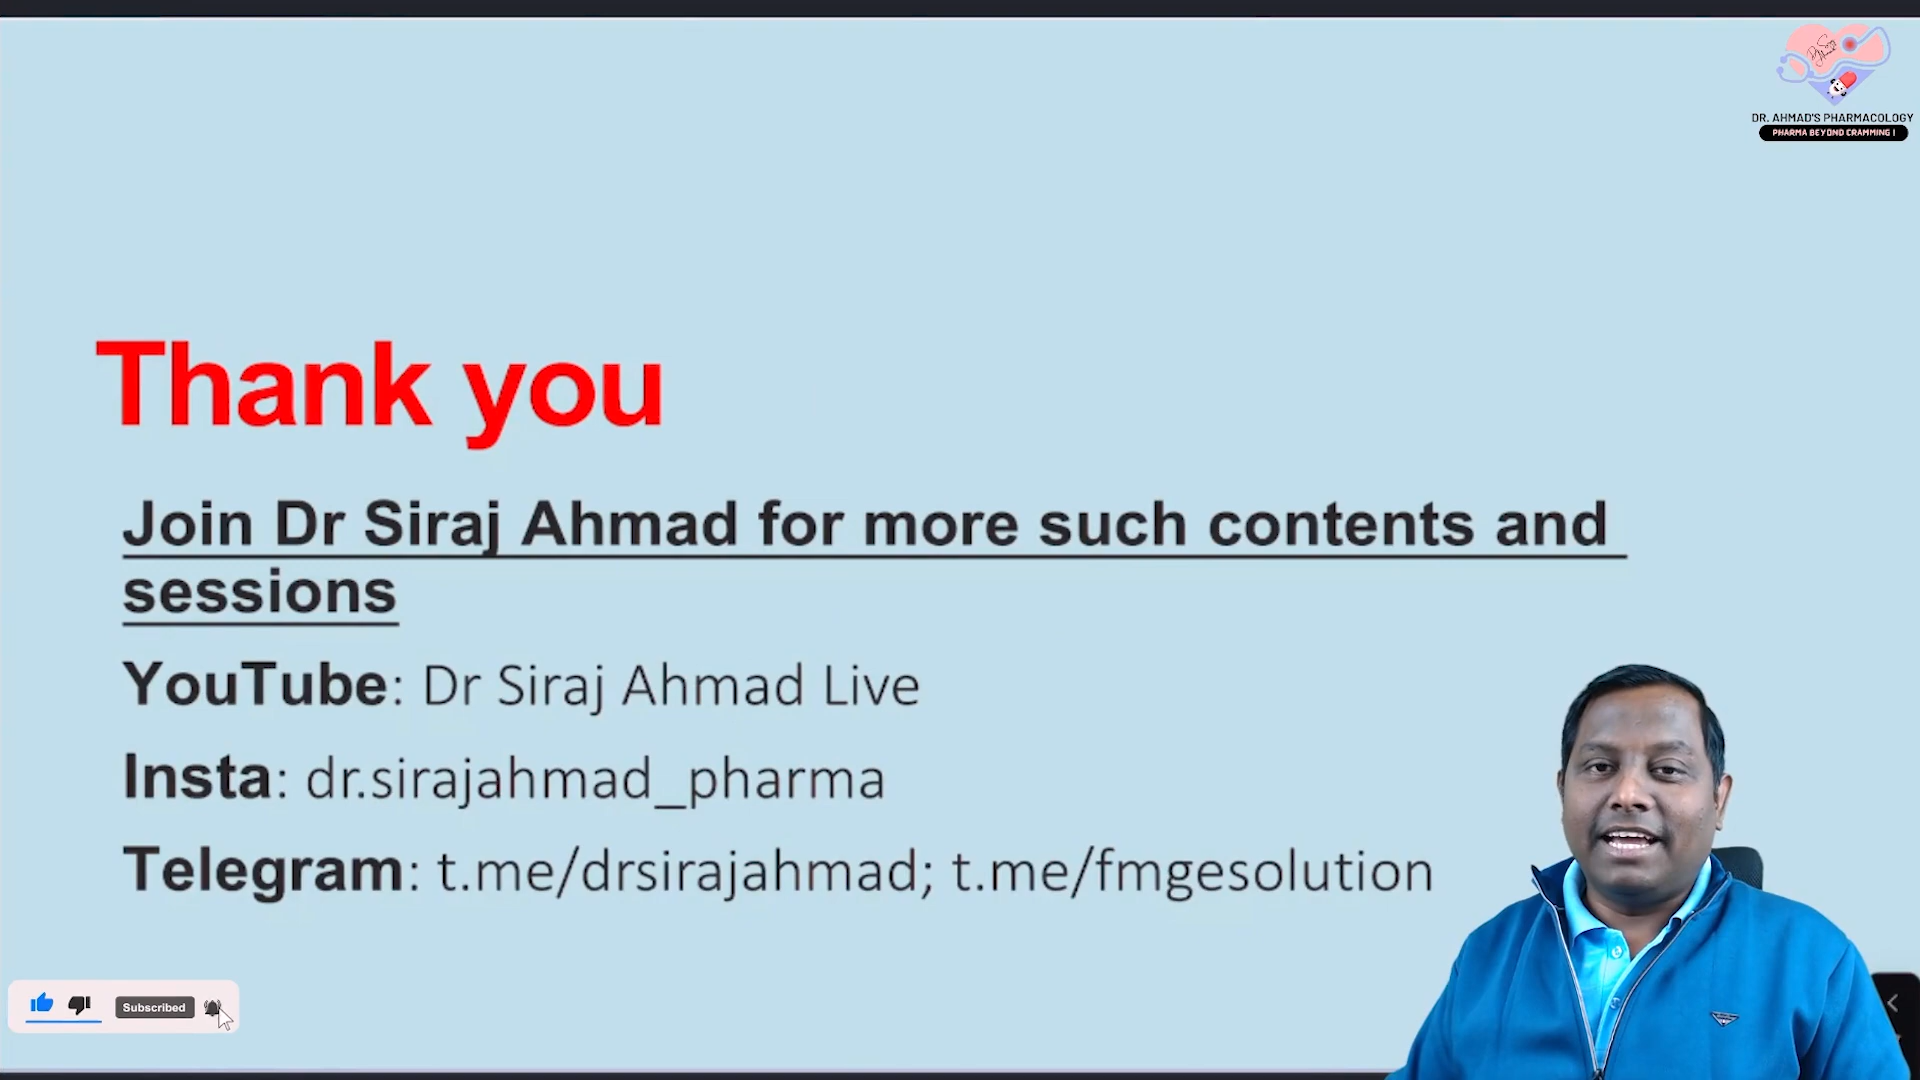 DR. AHMAD'S PHARMACOLOGY
PHARMA BEYOND CRAMMING !
Thank you
Join Dr Siraj Ahmad for more such contents and
sessions
YouTube: Dr Siraj Ahmad Live
Insta: dr.sirajahmad_pharma
Telegram: t.me/drsirajahmad; t.me/fmgesolution
Subscribed